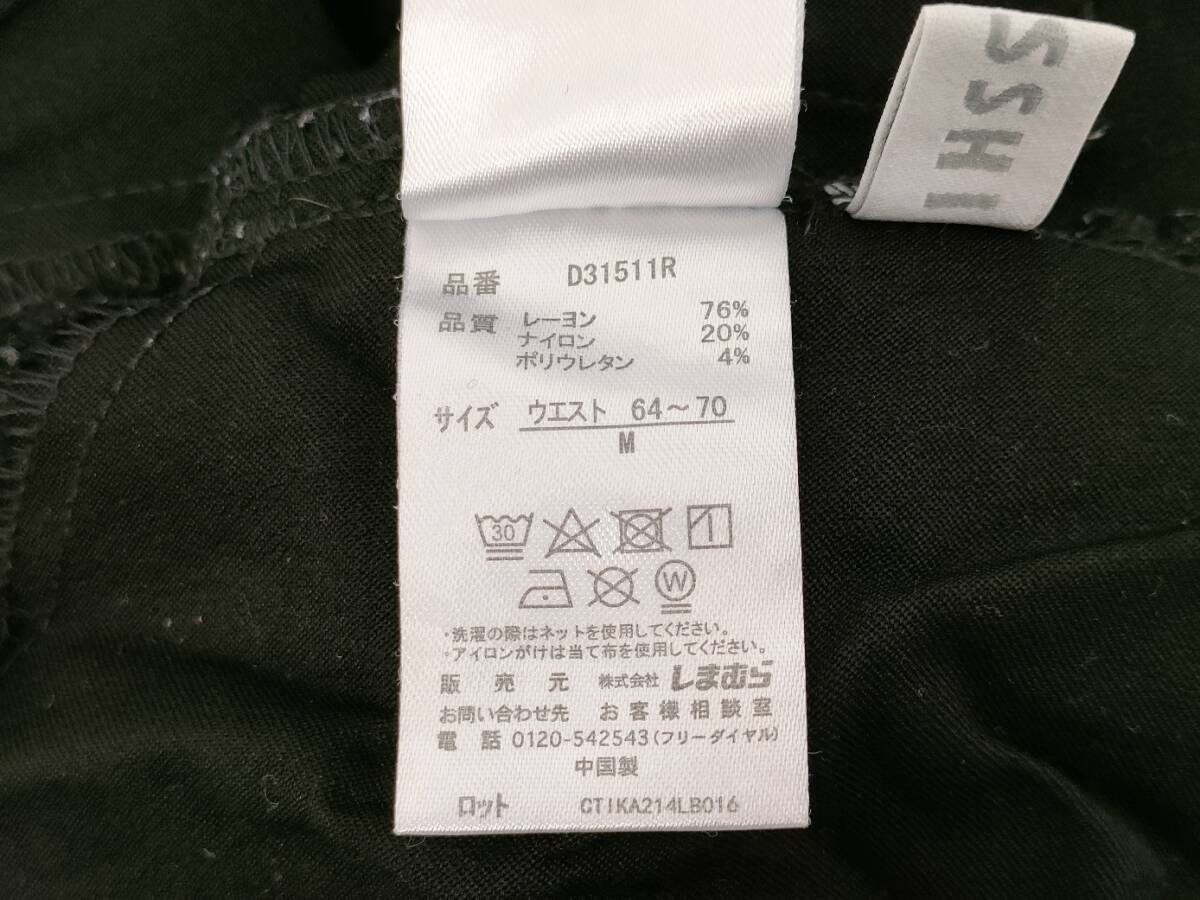 品番 D31511R
品質 レーヨン 76%
ナイロン 20%
ポリウレタン 4%
サイズ ウエスト 64～70
M
30
W
・洗濯の際はネットを使用してください。
・アイロンがけは当て布を使用してください。
販売元 株式会社 しまむら
お問い合わせ先 お客様相談室
電話 0120-542543(フリーダイヤル)
中国製
ロット CTIKA214LB016